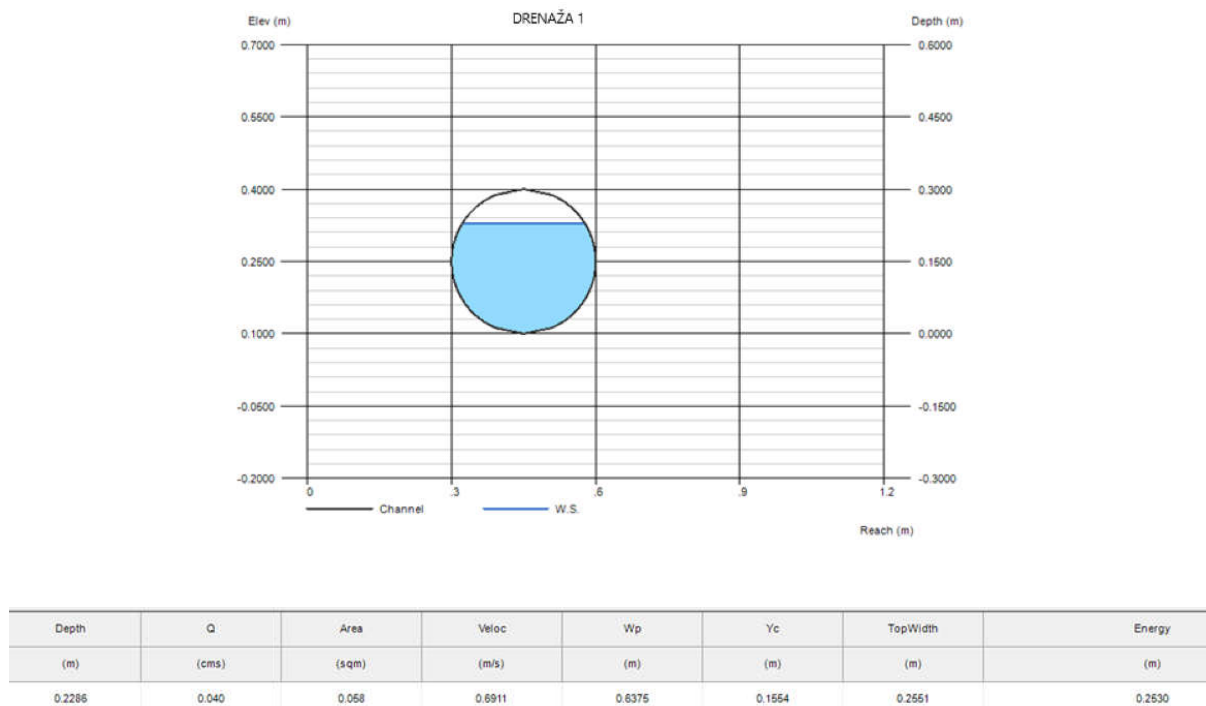 Elev (m) DRENAŽA 1 Depth (m)
0.7000 0.6000
0.5500 0.4500
0.4000 0.3000
0.2500 0.1500
0.1000 0.0000
-0.0500 -0.1500
-0.2000 -0.3000
0 .3 .6 .9 1.2
Channel W.S.
Reach (m)
Depth Q Area Veloc Wp Yc TopWidth Energy
(m) (cms) (sqm) (m/s) (m) (m) (m) (m)
0.2286 0.040 0.058 0.6911 0.6375 0.1554 0.2551 0.2530